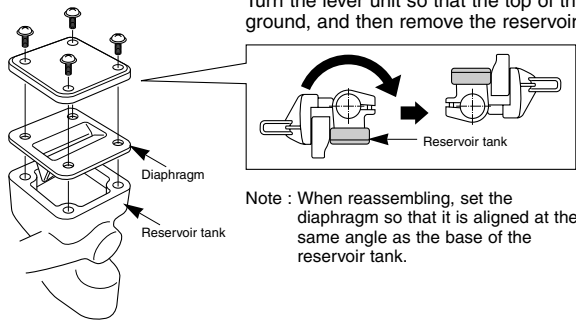 Turn the lever unit so that the top of the
ground, and then remove the reservoir
Reservoir tank
Diaphragm
Reservoir tank
Note : When reassembling, set the
diaphragm so that it is aligned at the
same angle as the base of the
reservoir tank.